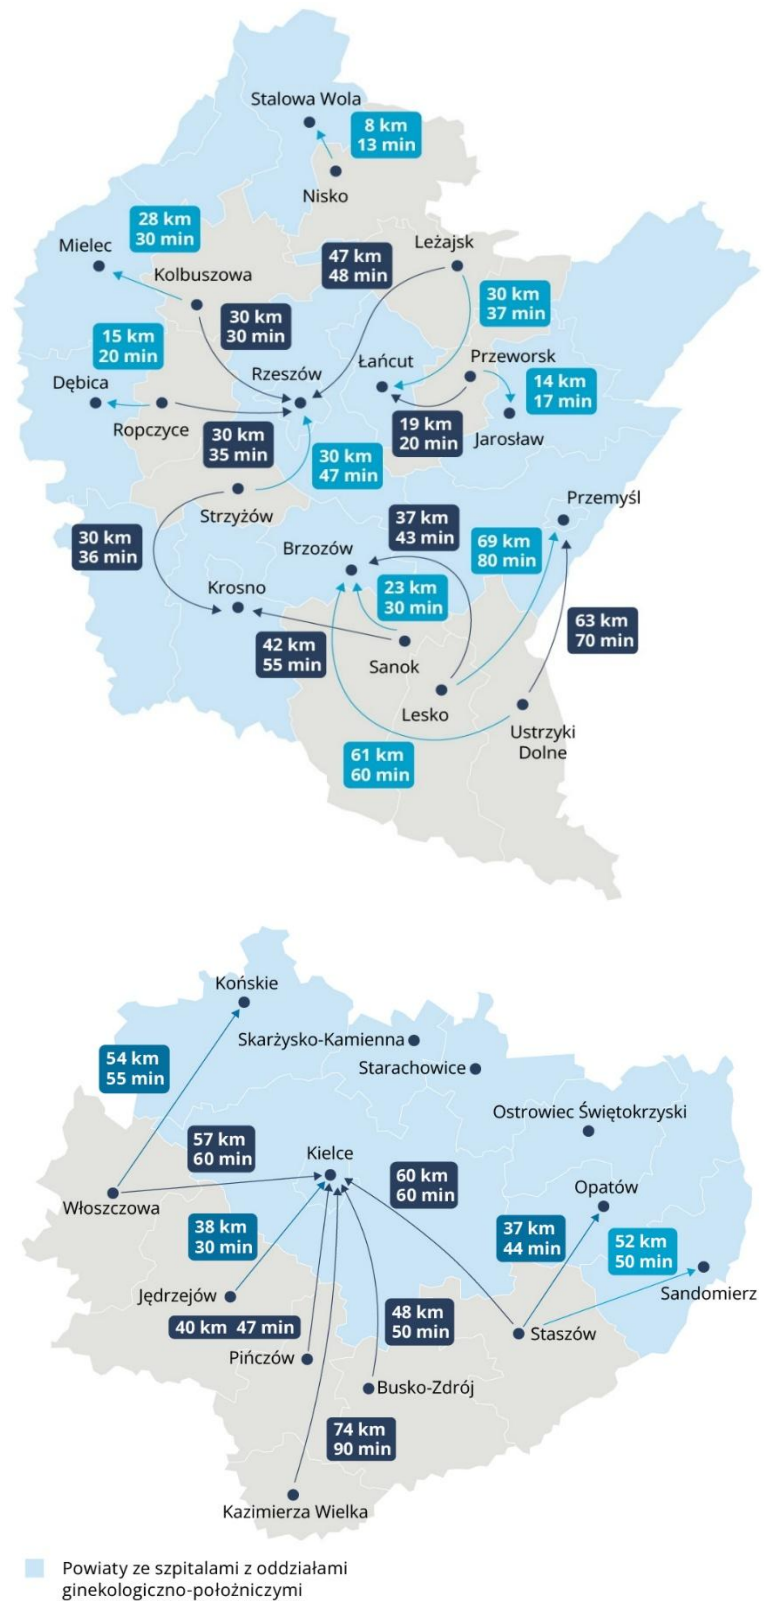 Stalowa Wola
8 km
13 min
Nisko
28 km
30 min
Mielec
Kolbuszowa
47 km
48 min
Leżajsk
30 km
37 min
30 km
30 min
15 km
20 min
Dębica
Rzeszów
Łańcut
Przeworsk
14 km
17 min
Ropczyce
19 km
20 min
Jarosław
30 km
35 min
30 km
47 min
Strzyżów
Przemyśl
37 km
43 min
30 km
36 min
Brzozów
69 km
80 min
Krosno
23 km
30 min
63 km
70 min
42 km
55 min
Sanok
Lesko
Ustrzyki
Dolne
61 km
60 min
Końskie
Skarżysko-Kamienna
54 km
55 min
Starachowice
Ostrowiec Świętokrzyski
57 km
60 min
Kielce
60 km
60 min
Opatów
Włoszczowa
38 km
30 min
37 km
44 min
52 km
50 min
Jędrzejów
Sandomierz
40 km 47 min
48 km
50 min
Staszów
Pińczów
Busko-Zdrój
74 km
90 min
Kazimierza Wielka
Powiaty ze szpitalami z oddziałami
ginekologiczno-położniczymi